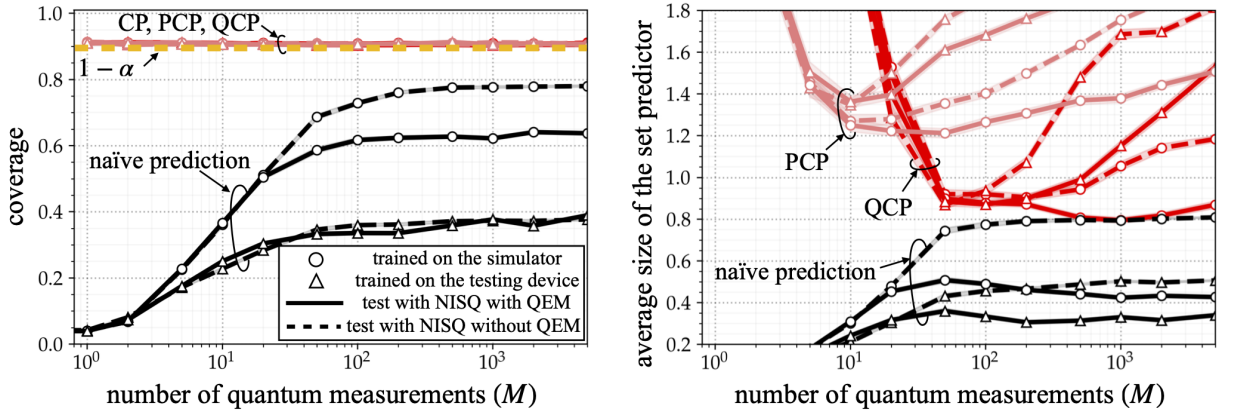 CP, PCP, QCP
1 − α
naïve prediction
trained on the simulator
trained on the testing device
test with NISQ with QEM
test with NISQ without QEM
coverage
1.0
0.8
0.6
0.4
0.2
0.0
10⁰
10¹
10²
10³
number of quantum measurements (M)
average size of the set predictor
1.8
1.6
1.4
1.2
1.0
0.8
0.6
0.4
0.2
PCP
QCP
naïve prediction
10⁰
10¹
10²
10³
number of quantum measurements (M)